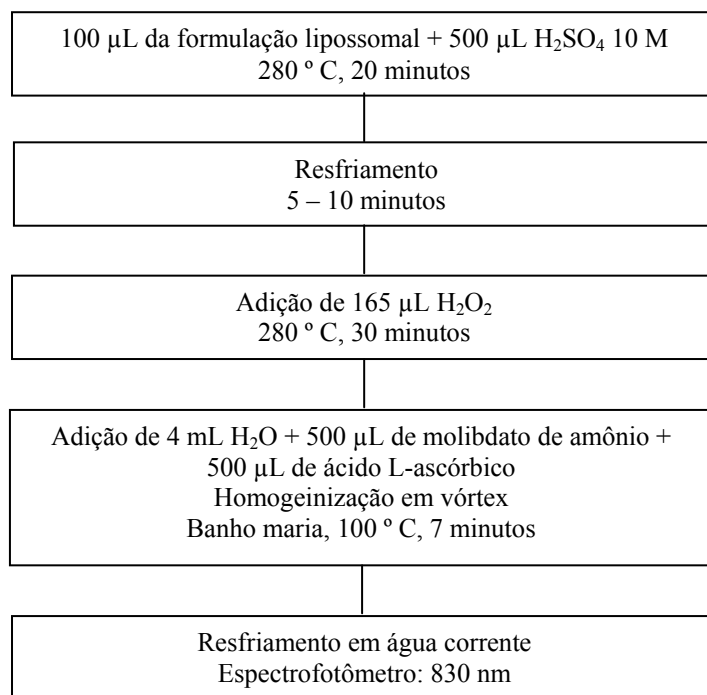 100 µL da formulação lipossomal + 500 µL H₂SO₄ 10 M
280 º C, 20 minutos
Resfriamento
5 – 10 minutos
Adição de 165 µL H₂O₂
280 º C, 30 minutos
Adição de 4 mL H₂O + 500 µL de molibdato de amônio +
500 µL de ácido L-ascórbico
Homogeinização em vórtex
Banho maria, 100 º C, 7 minutos
Resfriamento em água corrente
Espectrofotômetro: 830 nm